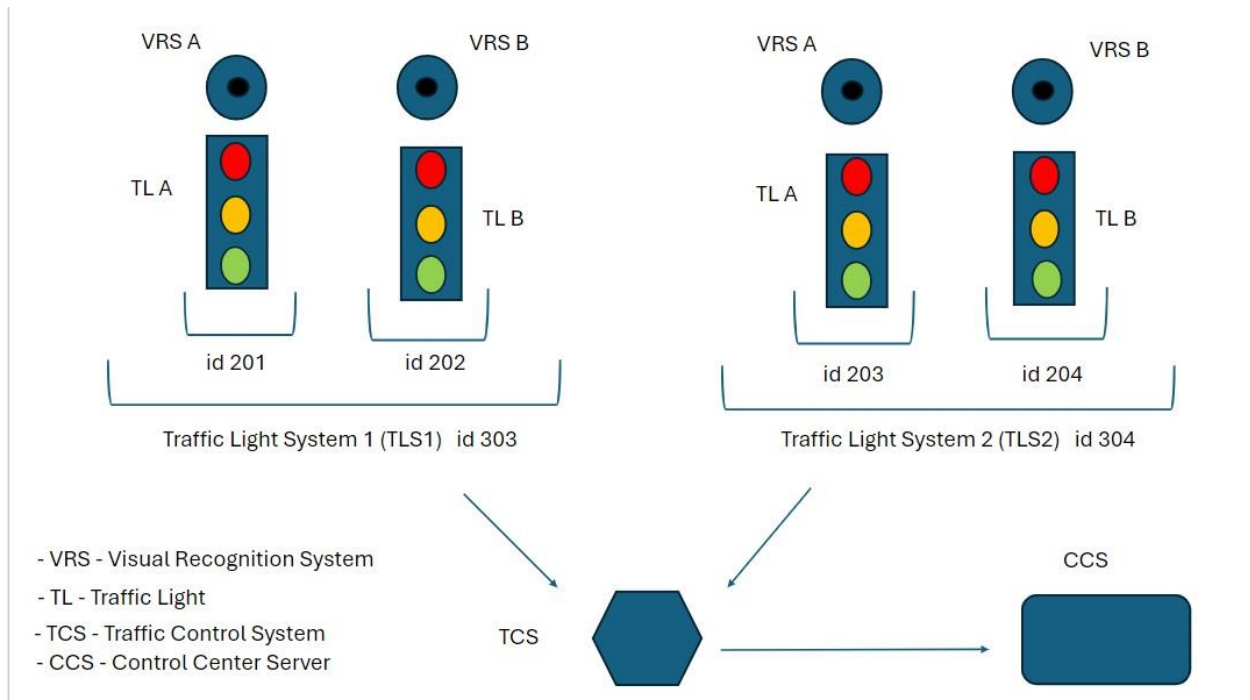 VRS A
VRS B
VRS A
VRS B
TL A
TL B
TL A
TL B
id 201
id 202
id 203
id 204
Traffic Light System 1 (TLS1) id 303
Traffic Light System 2 (TLS2) id 304
- VRS - Visual Recognition System
- TL - Traffic Light
- TCS - Traffic Control System
- CCS - Control Center Server
TCS
CCS